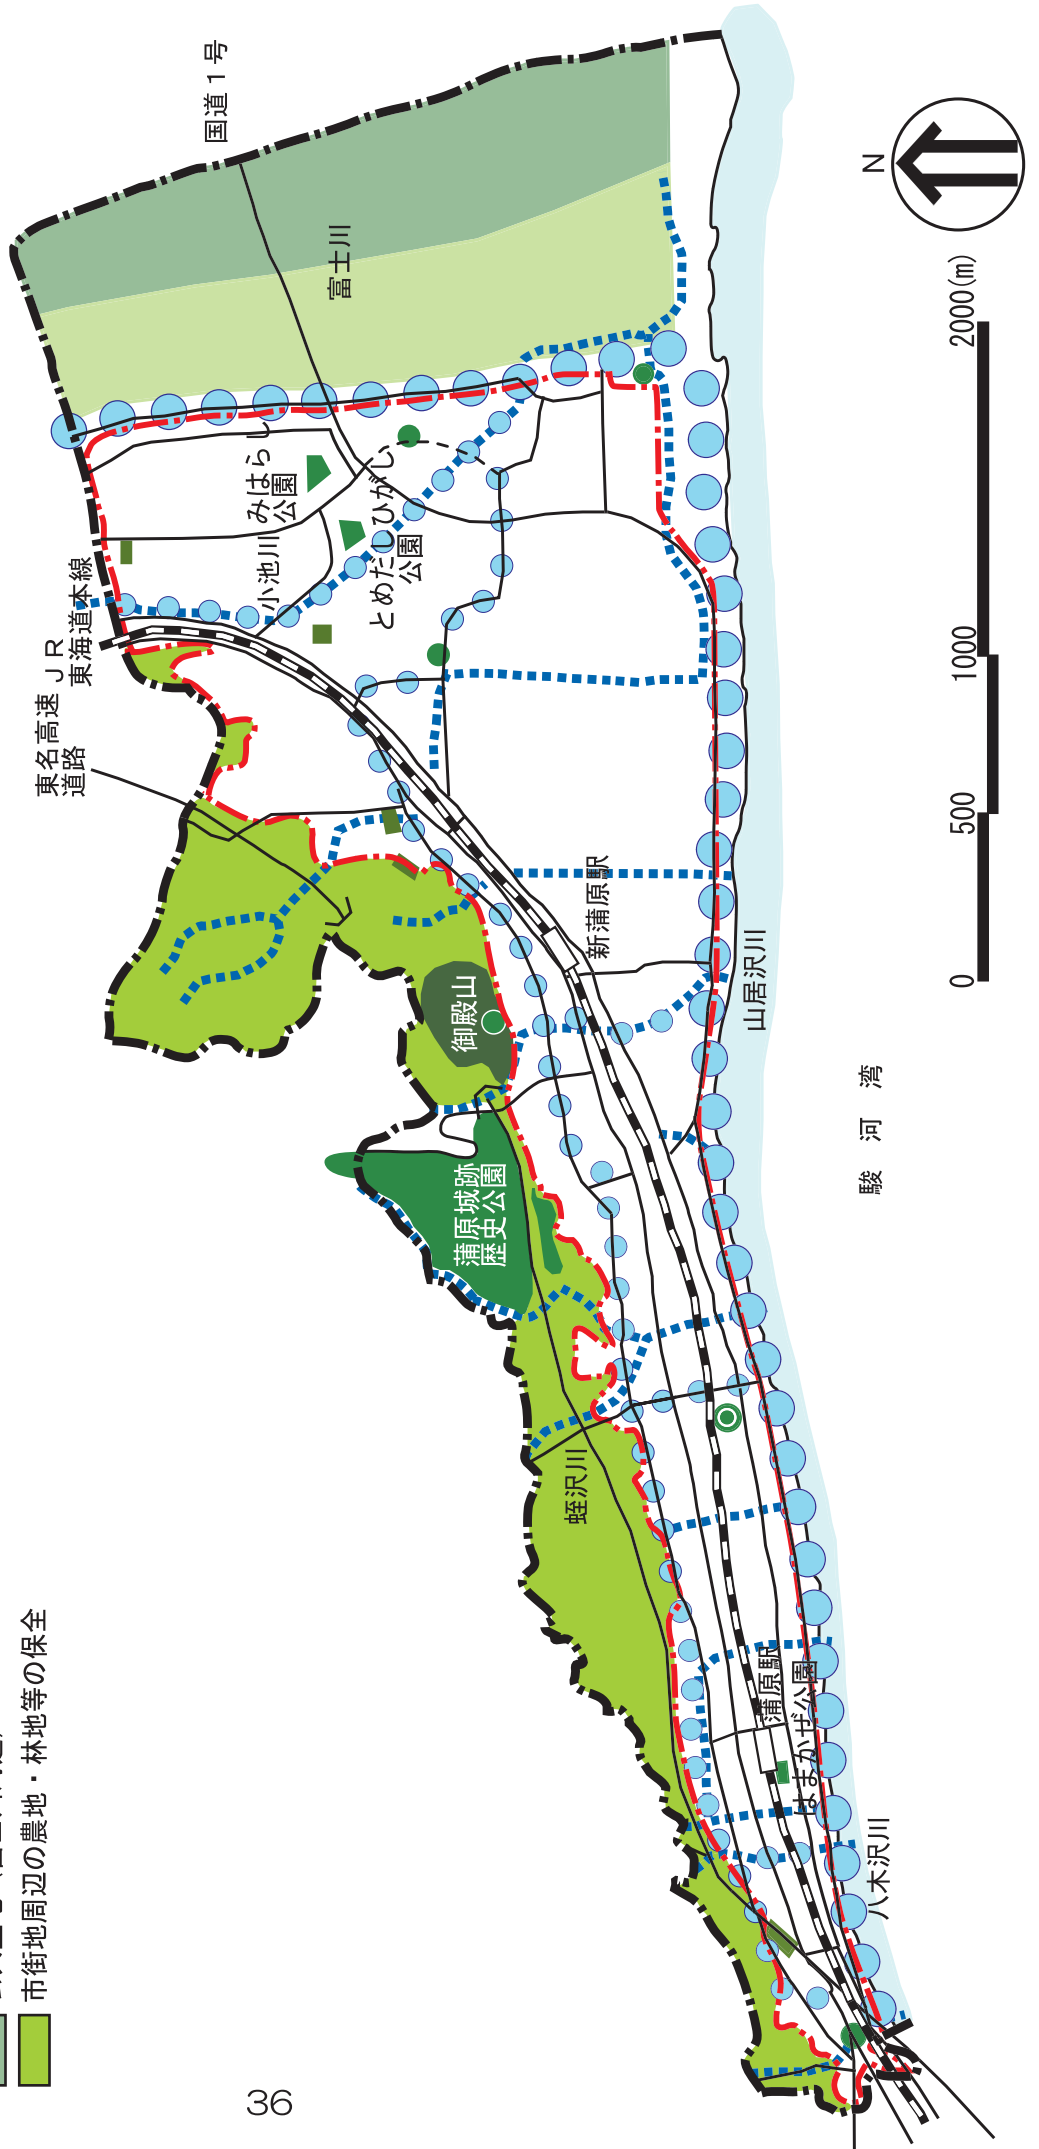 国道1号
富士川
N
みはらし
公園
小池川
とめだしひがし
公園
JR
東海道本線
東名高速
道路
新蒲原駅
御殿山
山居沢川
駿河湾
蒲原城跡
歴史公園
蛭沢川
蒲原駅
はまかぜ公園
八木沢川
0
500
1000
2000(m)
市街地周辺の農地・林地等の保全
36